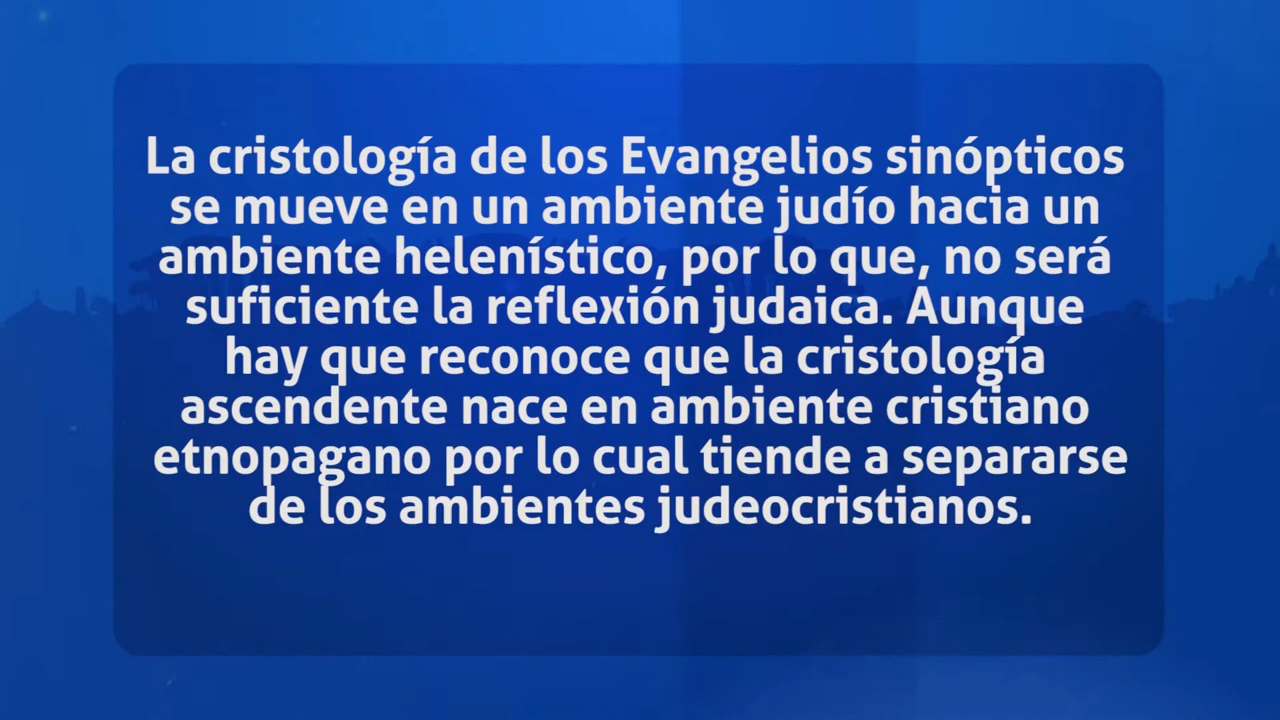 La cristología de los Evangelios sinópticos
se mueve en un ambiente judío hacia un
ambiente helenístico, por lo que, no será
suficiente la reflexión judaica. Aunque
hay que reconoce que la cristología
ascendente nace en ambiente cristiano
etnopagano por lo cual tiende a separarse
de los ambientes judeocristianos.